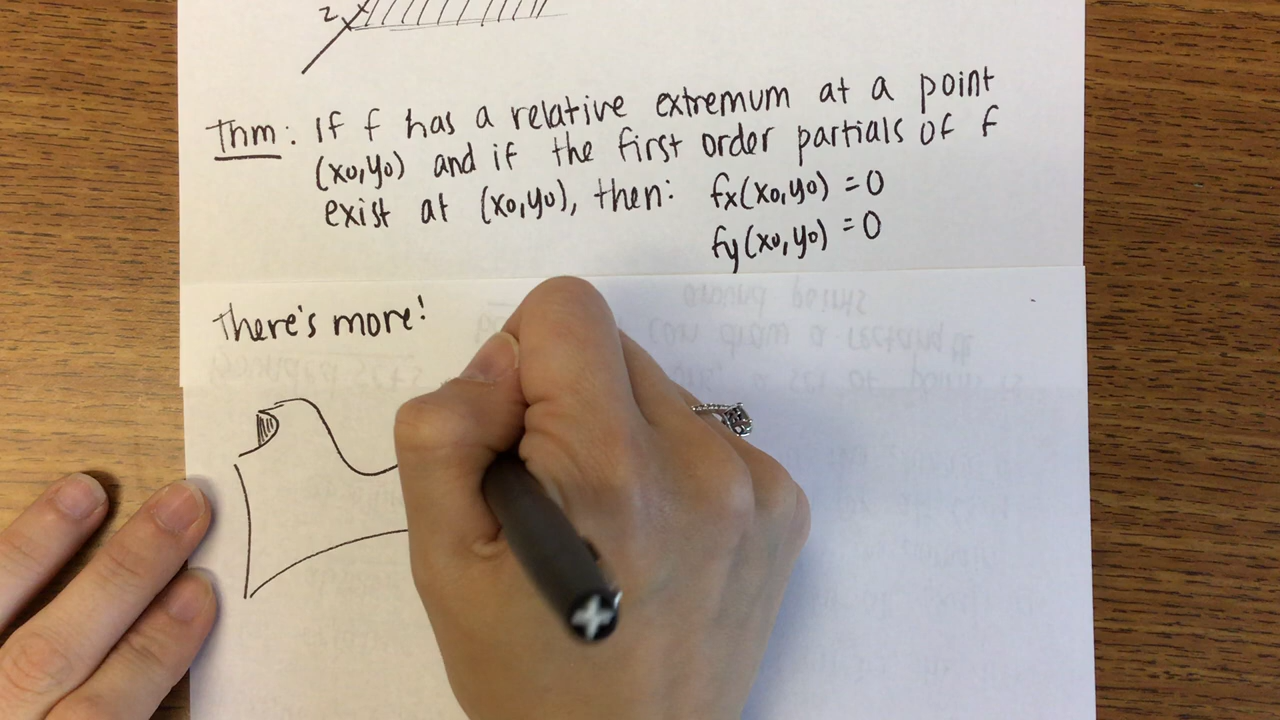 2
Thm: If f has a relative extremum at a point
(x0,y0) and if the first order partials of f
exist at (x0,y0), then: fx(x0,y0) = 0
fy(x0,y0) = 0
There's more!